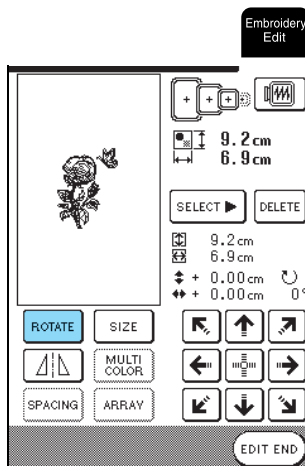 Embroidery
Edit
9.2cm
6.9cm
SELECT ▶
DELETE
9.2cm
6.9cm
+ 0.00cm
+ 0.00cm 0°
ROTATE
SIZE
MULTI
COLOR
SPACING
ARRAY
EDIT END